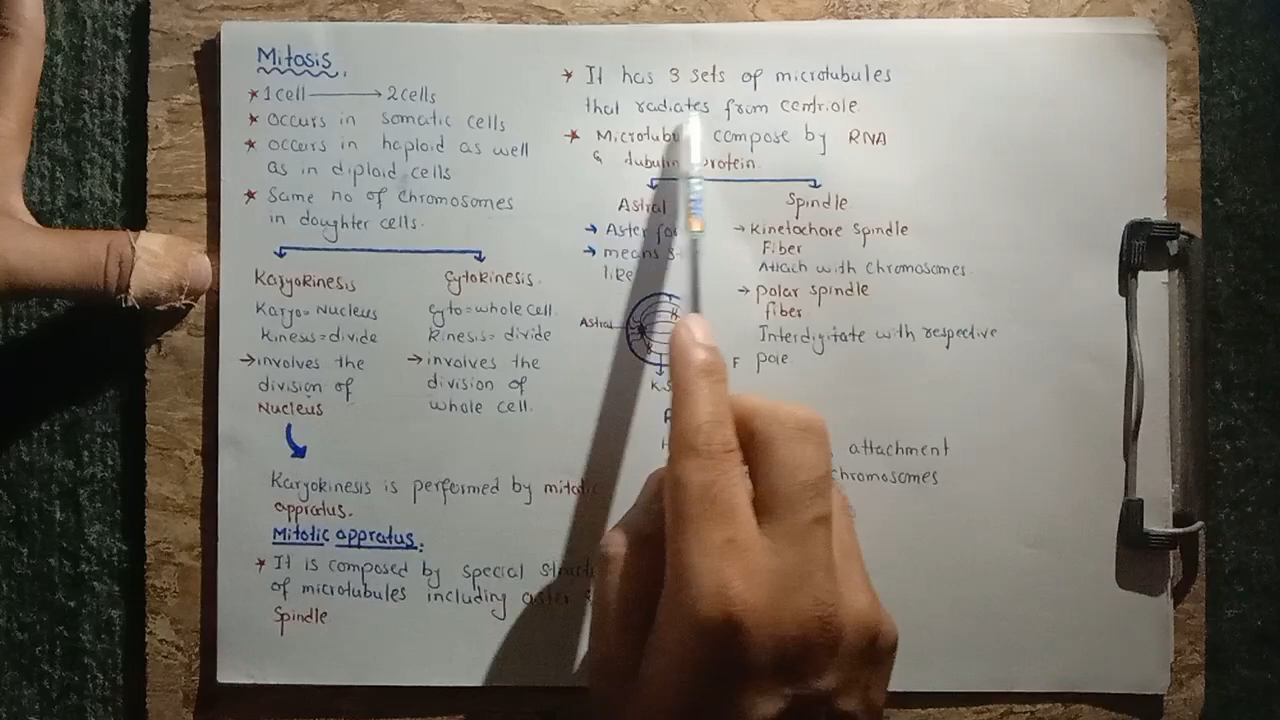 Mitosis.
* 1 cell → 2 cells
* occurs in somatic cells
* occurs in haploid as well
as in diploid cells
* Same no of chromosomes
in daughter cells.
Karyokinesis
Karyo = Nucleus
kinesis = divide
→ involves the
division of
Nucleus
Cytokinesis.
Cyto = whole cell.
Kinesis = divide
→ involves the
division of
whole cell.
Karyokinesis is performed by mitotic
appratus.
Mitotic appratus.
* It is composed by special
of microtubules including aster
Spindle
* It has 3 sets of microtubules
that radiates from centriole
* compose by RNA
& tubulin protein.
Astral
→ Aster
→ means
like
Astral
Spindle
→ Kinetochore spindle
Fiber
Attach with chromosomes.
→ polar spindle
fiber
Interdigitate with respective
pole
attachment
chromosomes